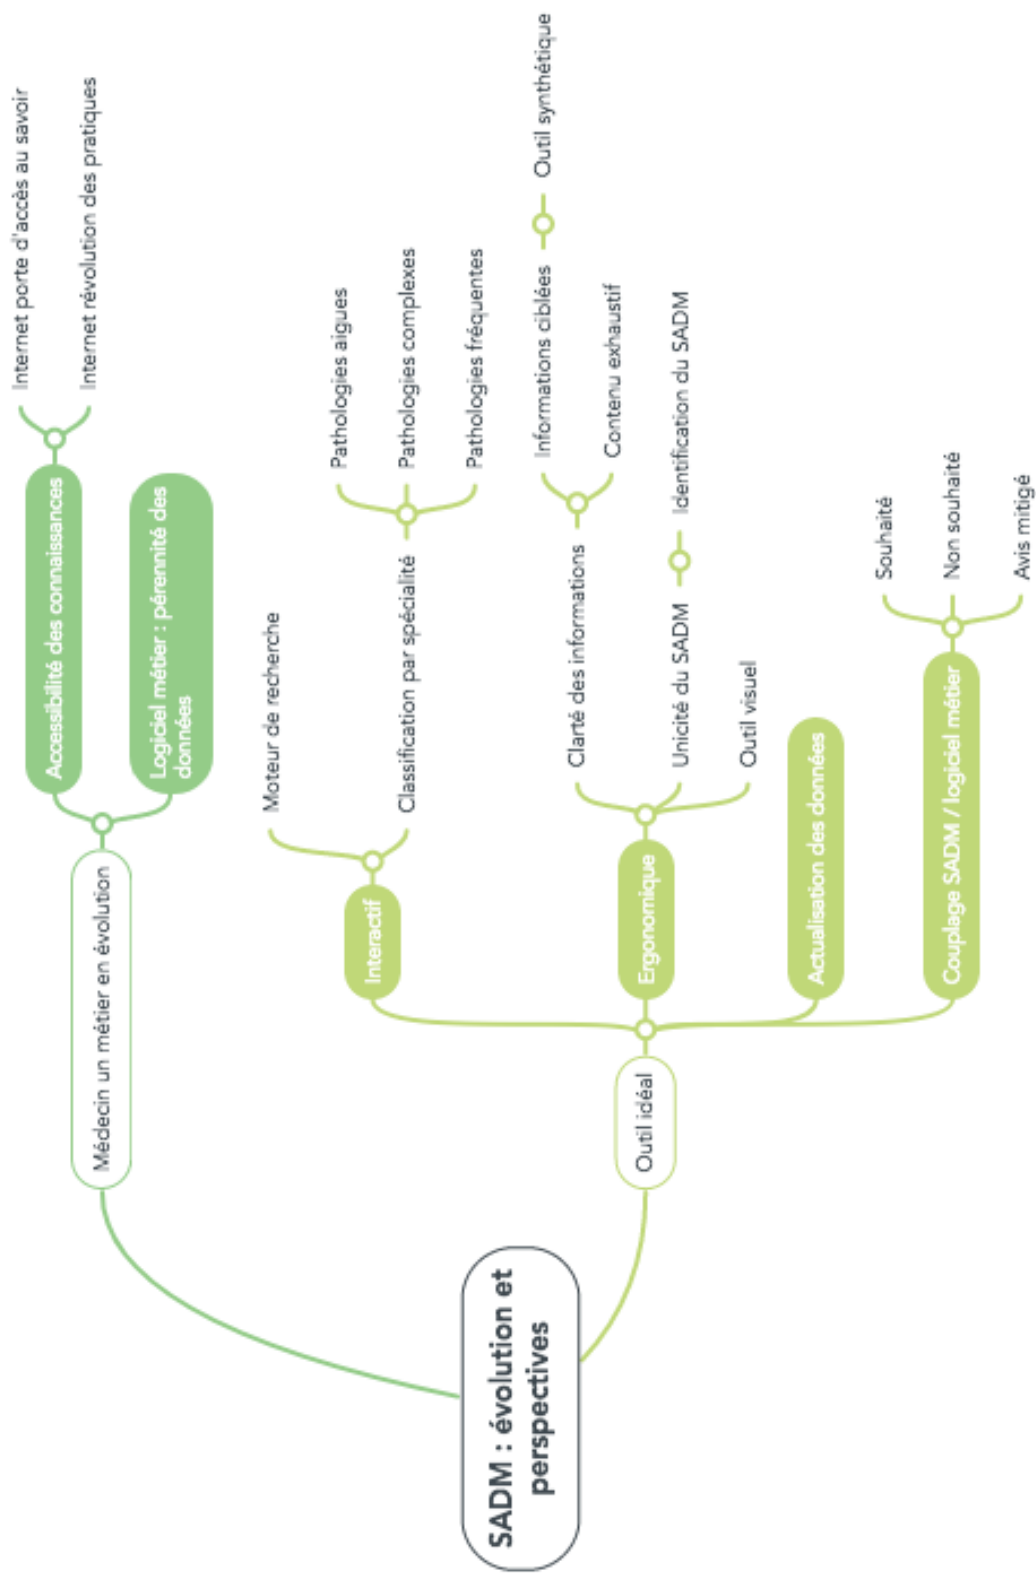 SADM : évolution et
perspectives
Médecin un métier en évolution
Accessibilité des connaissances
Internet porte d'accès au savoir
Internet révolution des pratiques
Logiciel métier : pérennité des
données
Outil idéal
Interactif
Moteur de recherche
Classification par spécialité
Pathologies aigues
Pathologies complexes
Pathologies fréquentes
Ergonomique
Clarté des informations
Informations ciblées
Outil synthétique
Contenu exhaustif
Unicité du SADM
Identification du SADM
Outil visuel
Actualisation des données
Couplage SADM / logiciel métier
Souhaité
Non souhaité
Avis mitigé